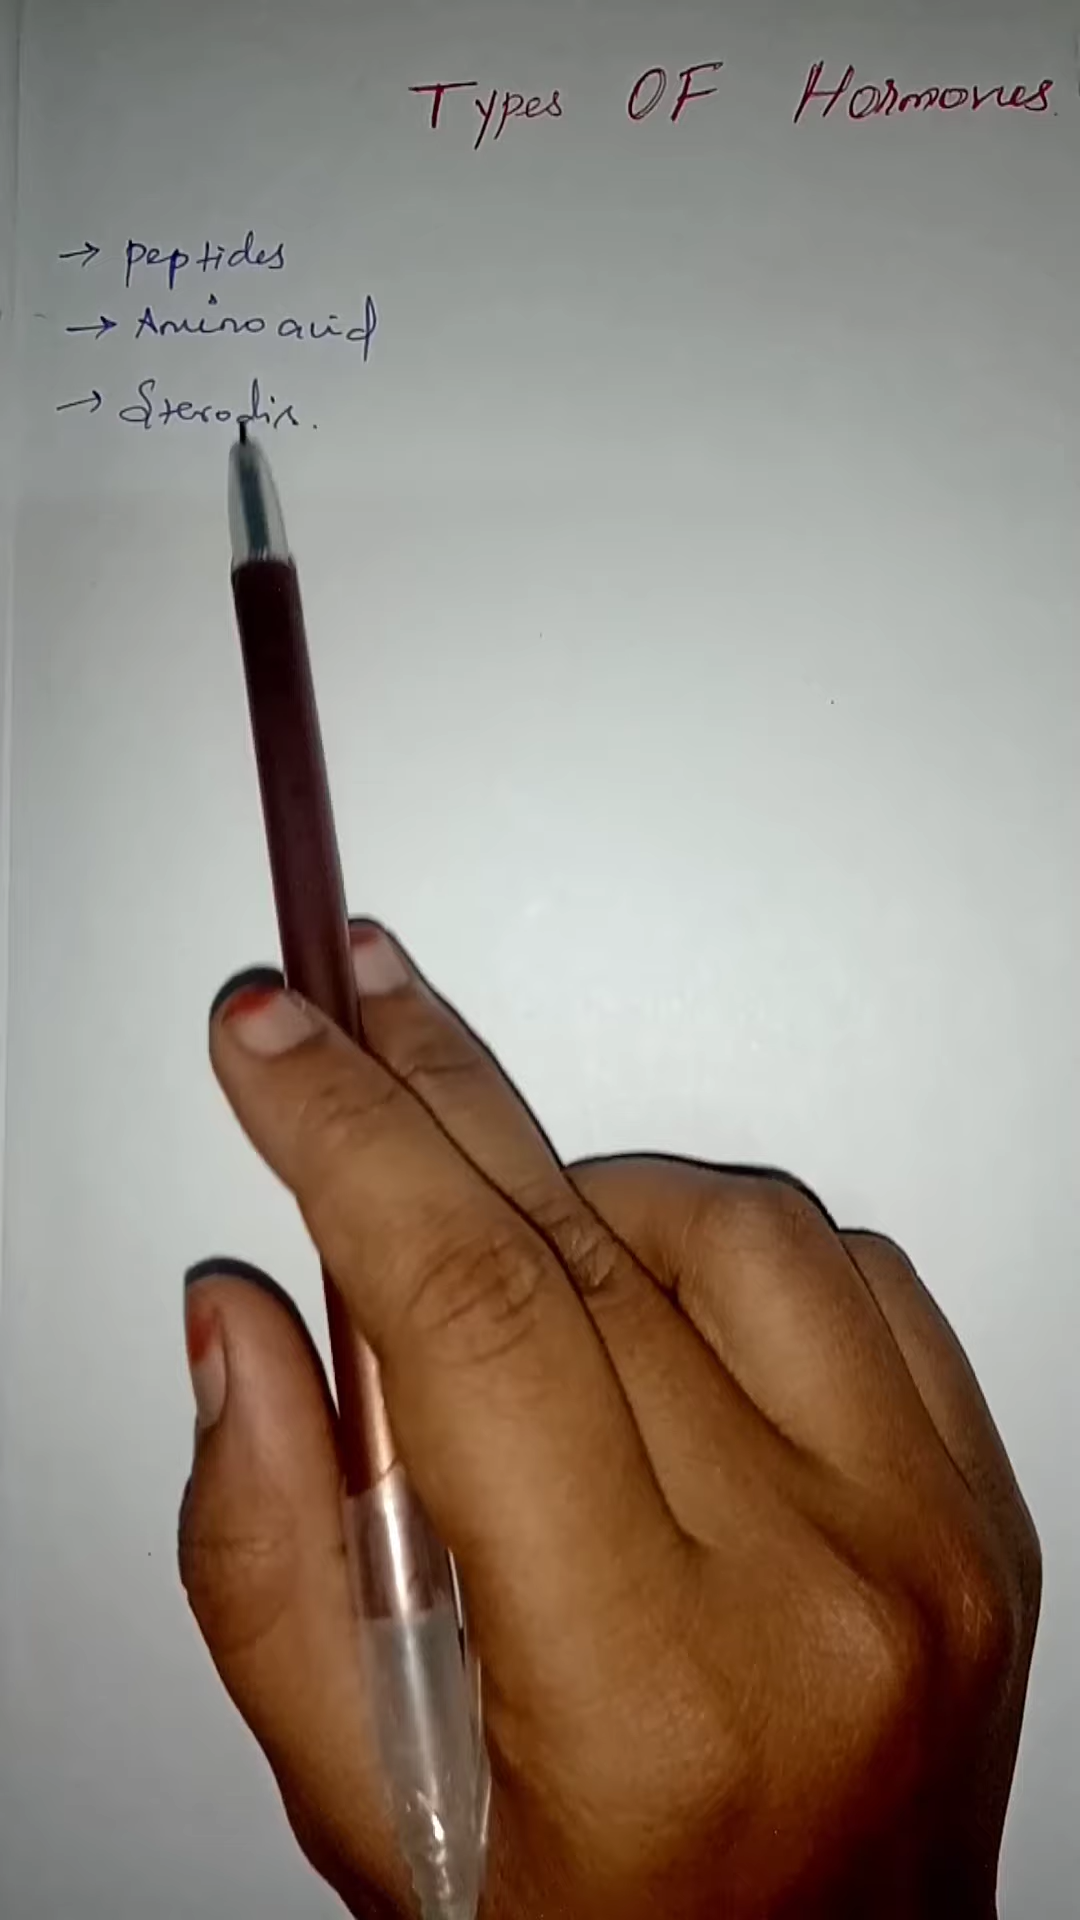 Types OF Hormones
→ peptides
→ Amino acid
→ Sterodis.